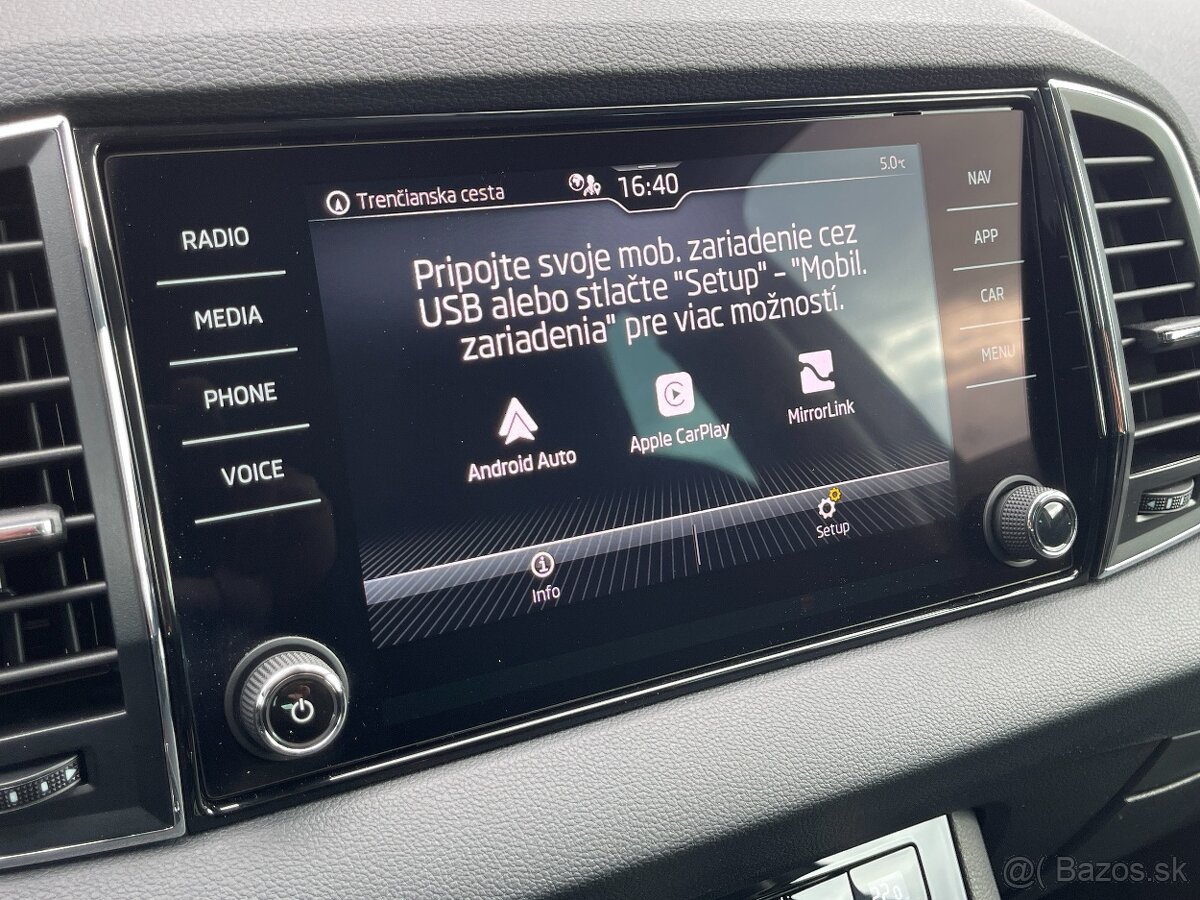 Trenčianska cesta
16:40
5.0°C
RADIO
MEDIA
PHONE
VOICE
Pripojte svoje mob. zariadenie cez
USB alebo stlačte "Setup" - "Mobil.
zariadenia" pre viac možností.
Android Auto
Apple CarPlay
MirrorLink
Info
Setup
NAV
APP
CAR
MENU
@( Bazos.sk